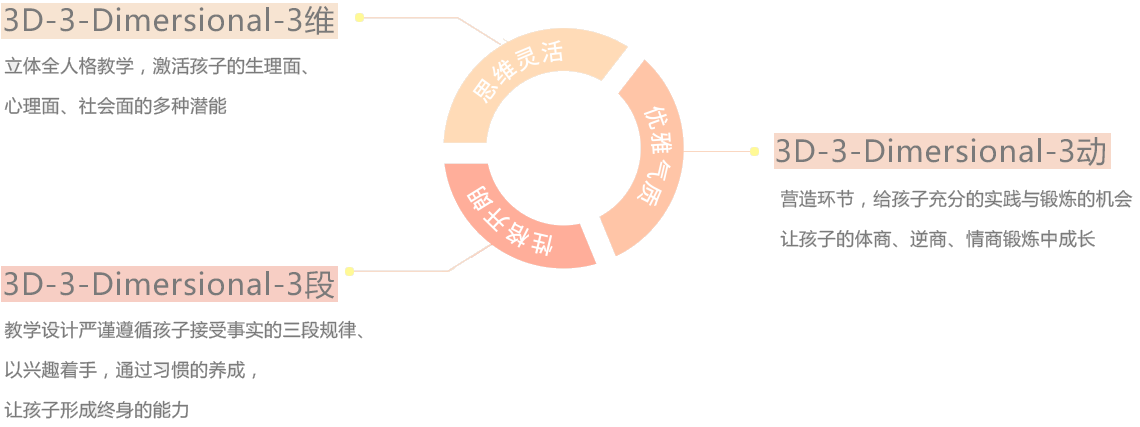 3D-3-Dimersional-3维
立体全人格教学，激活孩子的生理面、
心理面、社会面的多种潜能
思维灵活
优雅气质
性格开朗
3D-3-Dimersional-3动
营造环节，给孩子充分的实践与锻炼的机会
让孩子的体商、逆商、情商锻炼中成长
3D-3-Dimersional-3段
教学设计严谨遵循孩子接受事实的三段规律、
以兴趣着手，通过习惯的养成，
让孩子形成终身的能力